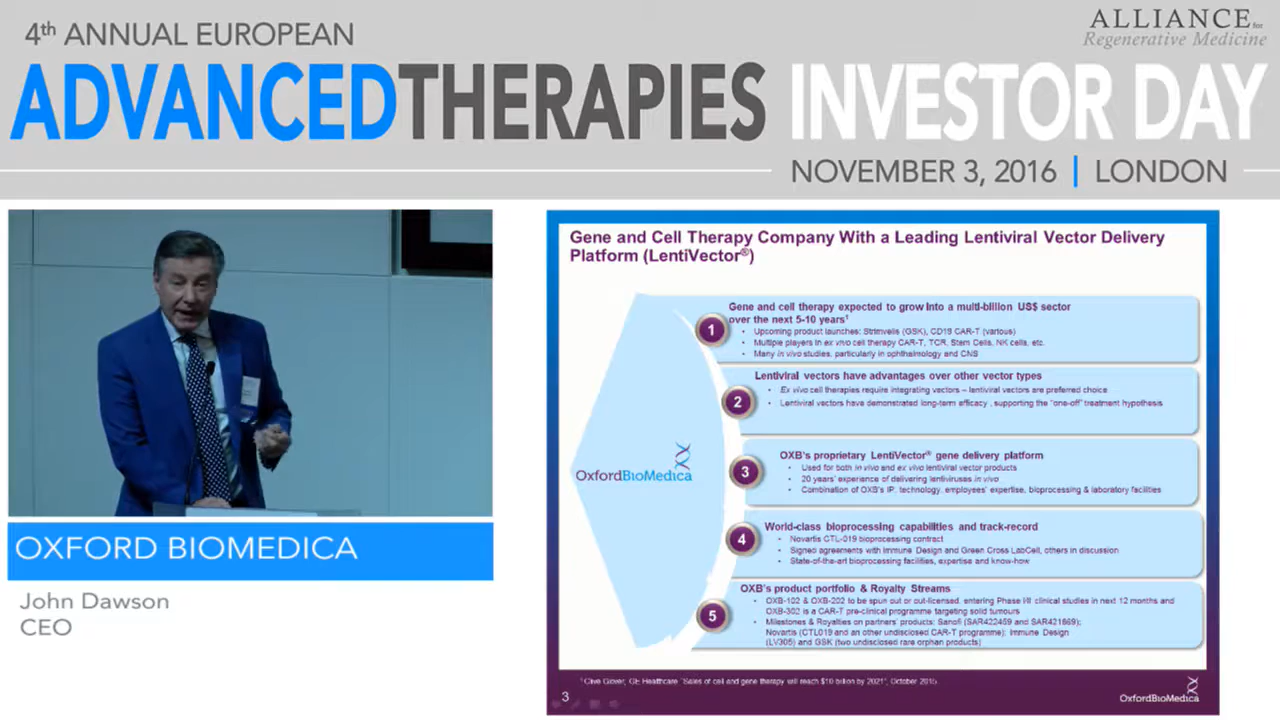 4th ANNUAL EUROPEAN
ADVANCEDTHERAPIES INVESTOR DAY
ALLIANCE for
Regenerative Medicine
NOVEMBER 3, 2016 | LONDON
OXFORD BIOMEDICA
John Dawson
CEO
Gene and Cell Therapy Company With a Leading Lentiviral Vector Delivery
Platform (LentiVector®)
OxfordBioMedica
1
Gene and cell therapy expected to grow into a multi-billion US$ sector
over the next 5-10 years¹
• Upcoming product launches: Strimvelis (GSK), CD19 CAR-T (various)
• Multiple players in ex vivo cell therapy CAR-T, TCR, Stem Cells, NK cells, etc.
• Many in vivo studies, particularly in ophthalmology and CNS
2
Lentiviral vectors have advantages over other vector types
• Ex vivo cell therapies require integrating vectors – lentiviral vectors are preferred choice
• Lentiviral vectors have demonstrated long-term efficacy , supporting the "one-off" treatment hypothesis
3
OXB's proprietary LentiVector® gene delivery platform
• Used for both in vivo and ex vivo lentiviral vector products
• 20 years' experience of delivering lentiviruses in vivo
• Combination of OXB's IP, technology, employees' expertise, bioprocessing & laboratory facilities
4
World-class bioprocessing capabilities and track-record
• Novartis CTL-019 bioprocessing contract
• Signed agreements with Immune Design and Green Cross LabCell, others in discussion
• State-of-the-art bioprocessing facilities, expertise and know-how
5
OXB's product portfolio & Royalty Streams
• OXB-102 & OXB-202 to be spun out or out-licensed, entering Phase I/II clinical studies in next 12 months and
OXB-302 is a CAR-T pre-clinical programme targeting solid tumours
• Milestones & Royalties on partners' products: Sanofi (SAR422459 and SAR421869);
Novartis (CTL019 and an other undisclosed CAR-T programme); Immune Design
(LV305) and GSK (two undisclosed rare orphan products)
¹ Clive Glover, GE Healthcare "Sales of cell and gene therapy will reach $10 billion by 2021", October 2015
3
OxfordBioMedica